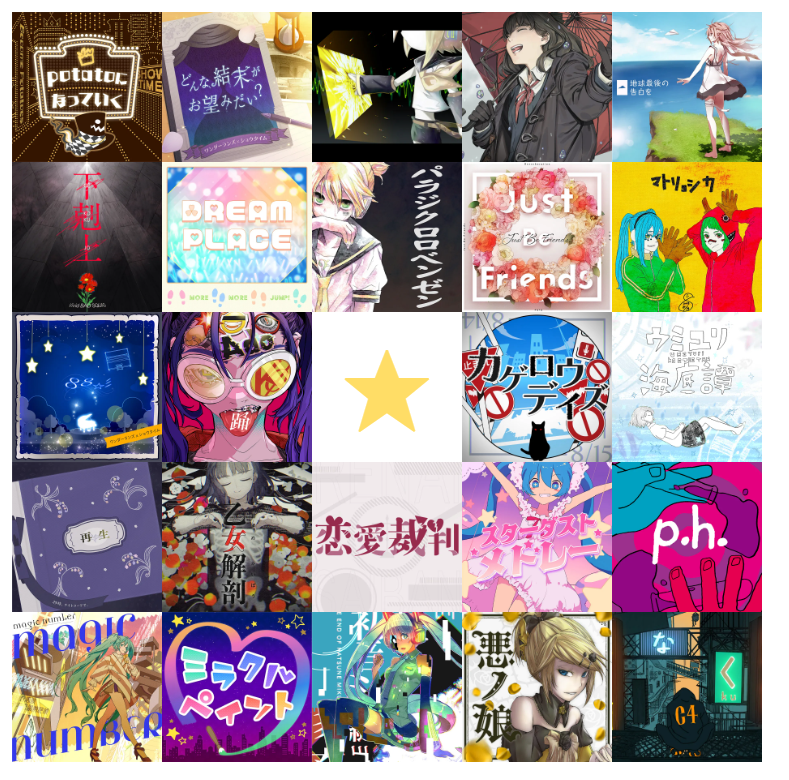 potatoに
なっていく
SHOW
TIME
どんな結末が
お望みだい?
ワンダーランズ×ショウタイム
地球最後の
告白を
下剋上
DREAM
PLACE
MORE MORE JUMP!
パラジクロロベンゼン
Just
Just Be Friends
Friends
マトリョシカ
ワンダーランズ×ショウタイム
Ado
踊
カゲロウ
デイズ
8/15
ウミユリ
海底譚
再生
乙女解剖
恋愛裁判
スターダスト
メドレー
p.h.
magic number
magic
number
ミラクル
ペイント
END OF HATSUNE MIKU
悪ノ娘
な
く
ku
C4